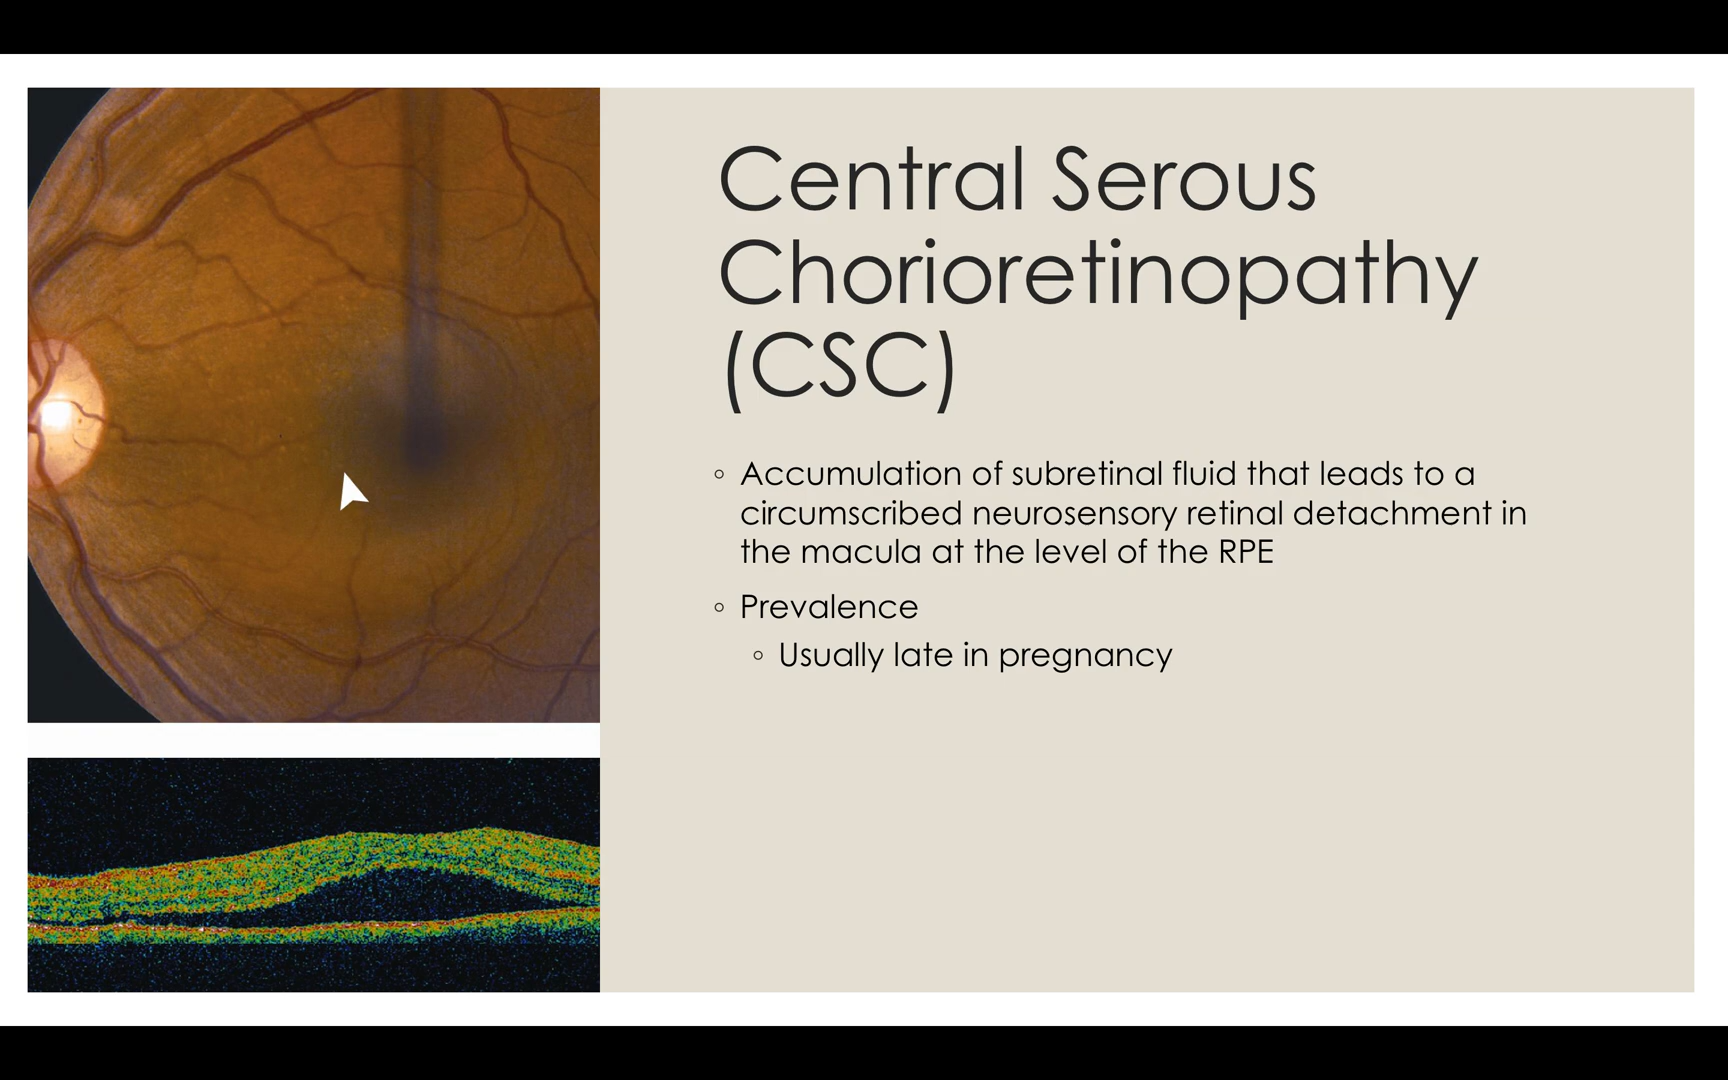 Central Serous
Chorioretinopathy
(CSC)
◦ Accumulation of subretinal fluid that leads to a
circumscribed neurosensory retinal detachment in
the macula at the level of the RPE
◦ Prevalence
◦ Usually late in pregnancy